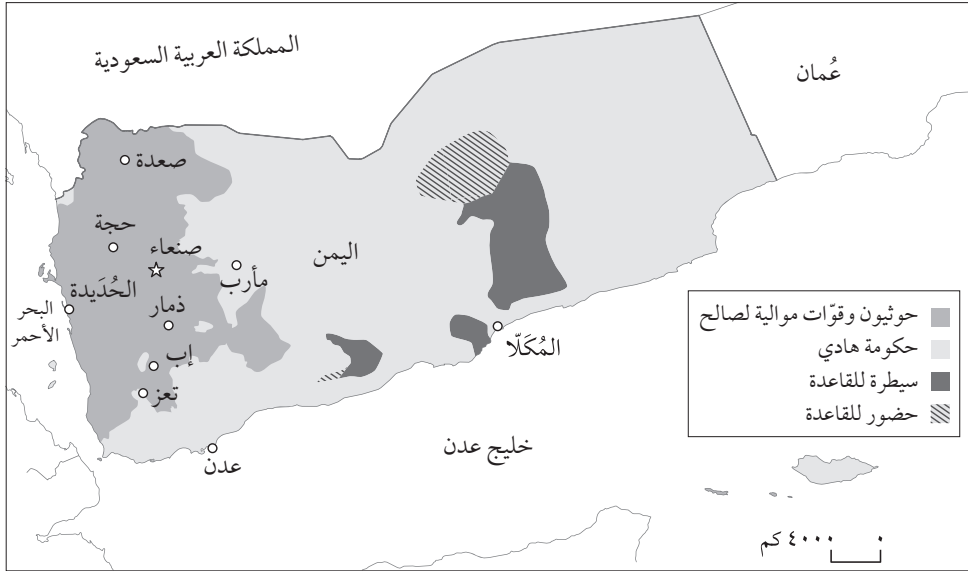 المملكة العربية السعودية
عُمان
صعدة
حجة
صنعاء
اليمن
مأرب
الحُدَيدة
ذمار
البحر
الأحمر
إب
تعز
المُكَلّا
عدن
خليج عدن
حوثيون وقوّات موالية لصالح
حكومة هادي
سيطرة للقاعدة
حضور للقاعدة
٤٠٠٠ كم